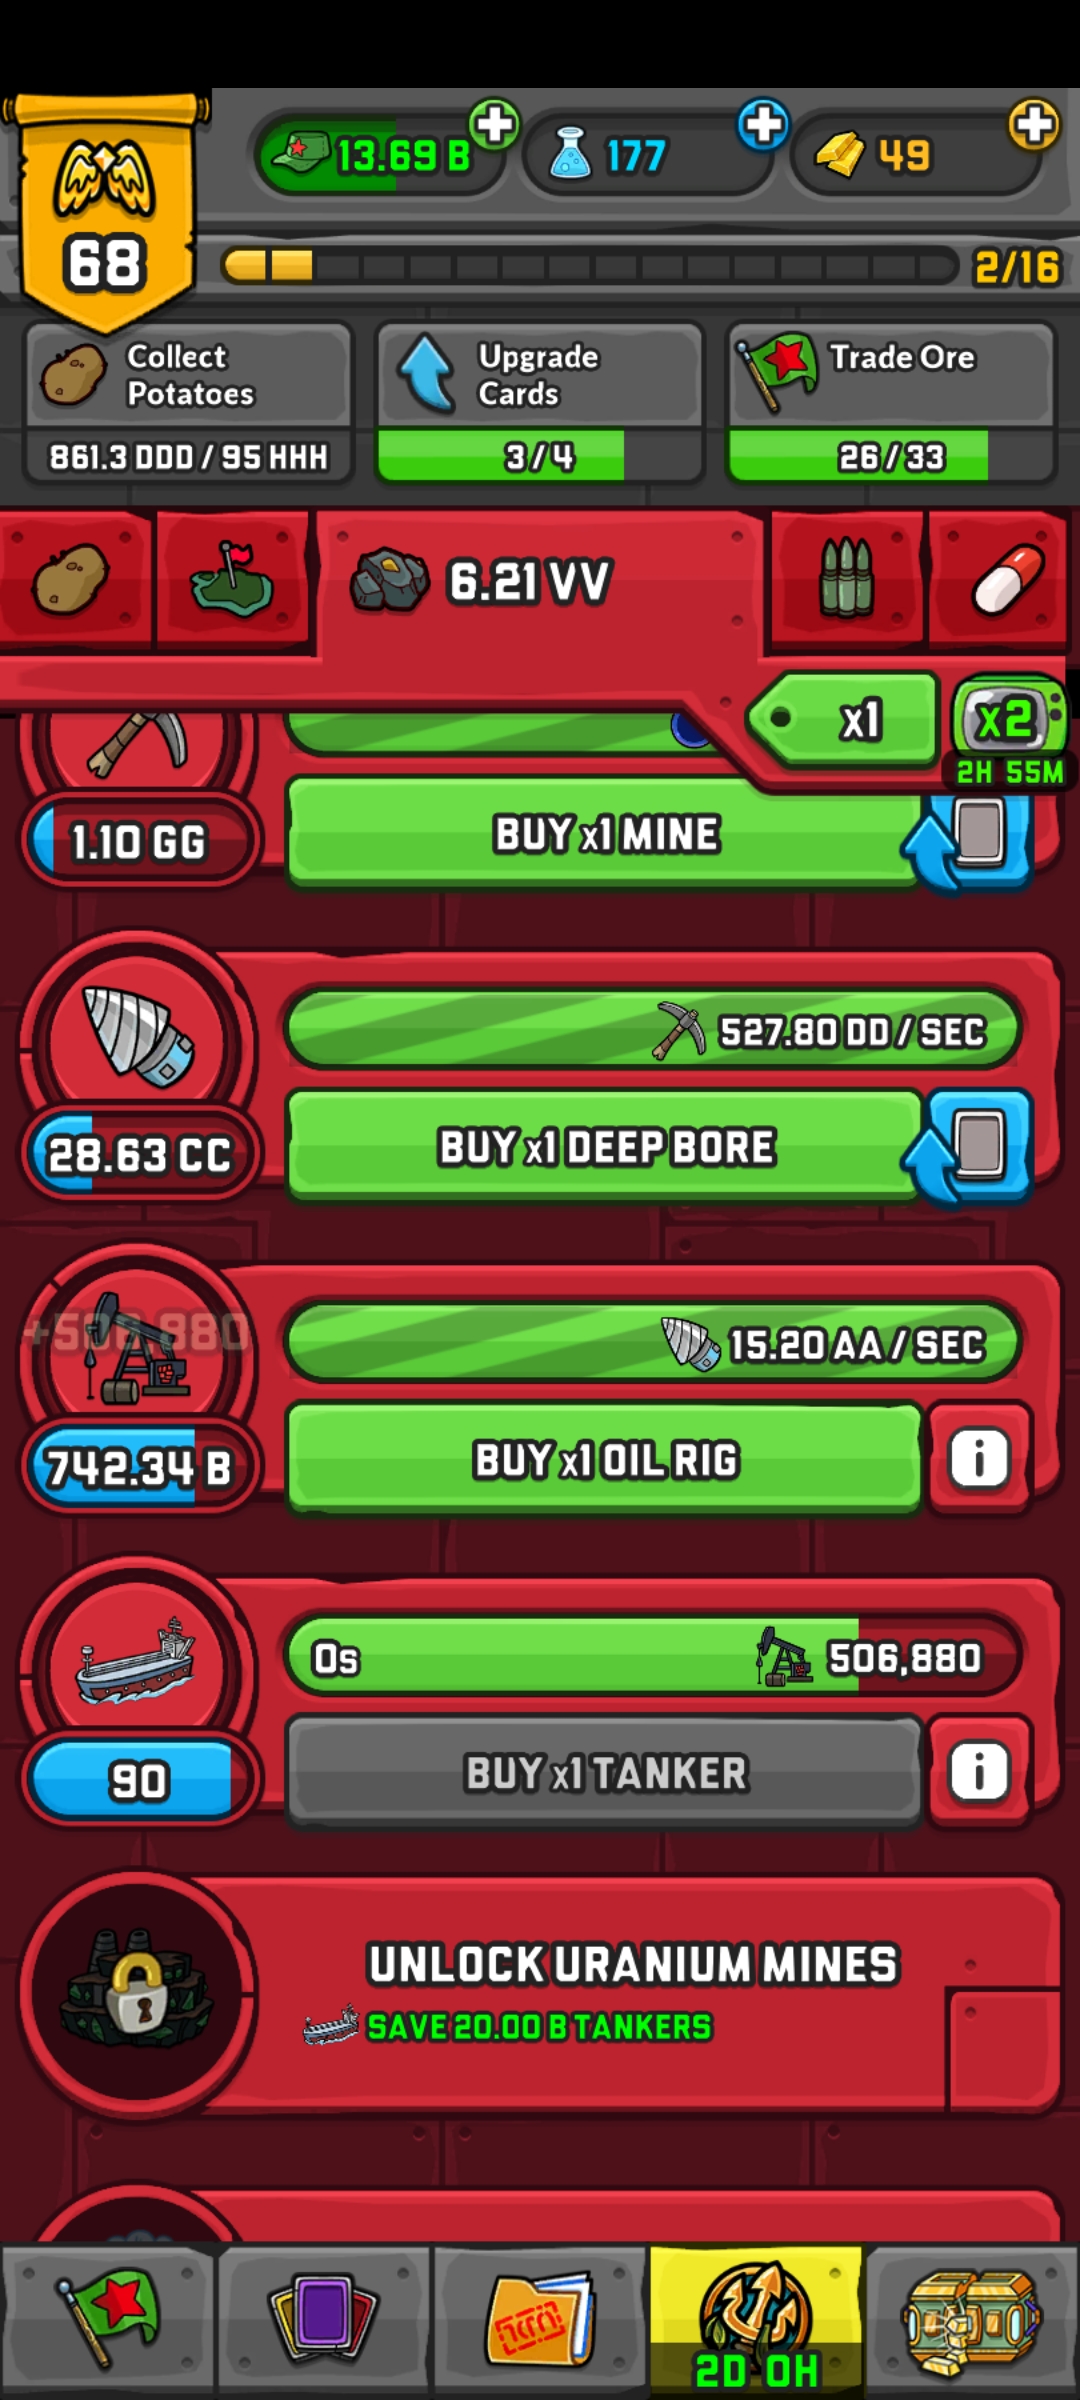 13.69 B
177
49
68
2/16
Collect
Potatoes
Upgrade
Cards
Trade Ore
861.3 DDD / 95 HHH
3/4
26/33
6.21 VV
x1
x2
2H 55M
1.10 GG
BUY x1 MINE
527.80 DD / SEC
28.63 CC
BUY x1 DEEP BORE
+506,880
15.20 AA / SEC
742.34 B
BUY x1 OIL RIG
i
0s
506,880
90
BUY x1 TANKER
i
UNLOCK URANIUM MINES
SAVE 20.00 B TANKERS
2D 0H